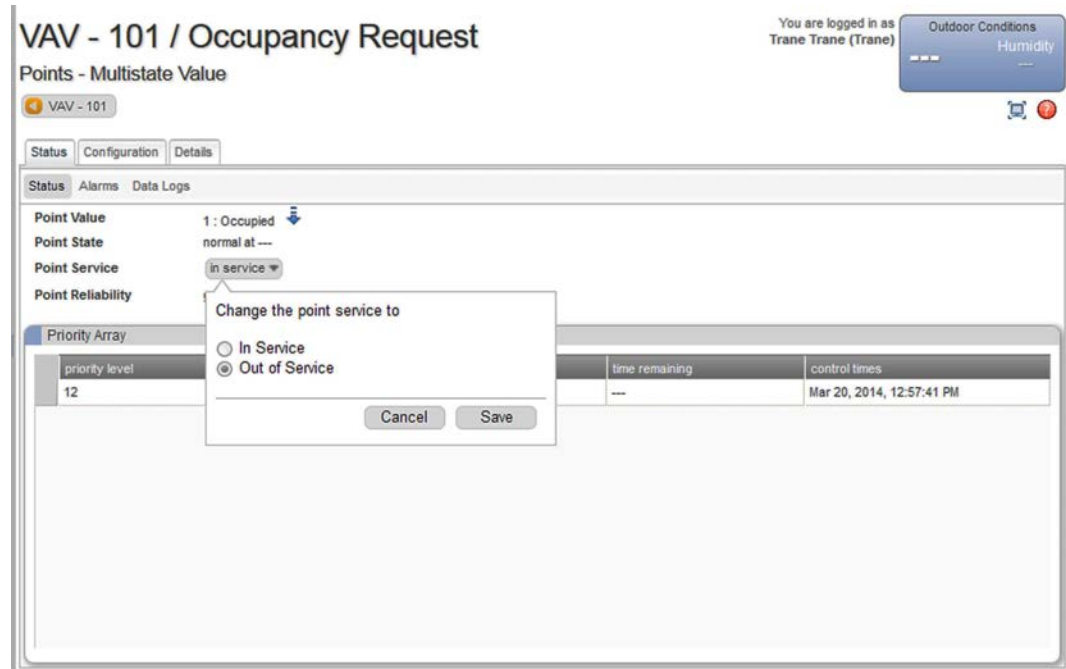 VAV - 101 / Occupancy Request
You are logged in as
Trane Trane (Trane)
Outdoor Conditions
Humidity
---
---
Points - Multistate Value
VAV - 101
?
Status Configuration Details
Status Alarms Data Logs
Point Value 1 : Occupied
Point State normal at ---
Point Service in service
Point Reliability
Change the point service to
In Service
Out of Service
Cancel Save
Priority Array
priority level time remaining control times
12 --- Mar 20, 2014, 12:57:41 PM